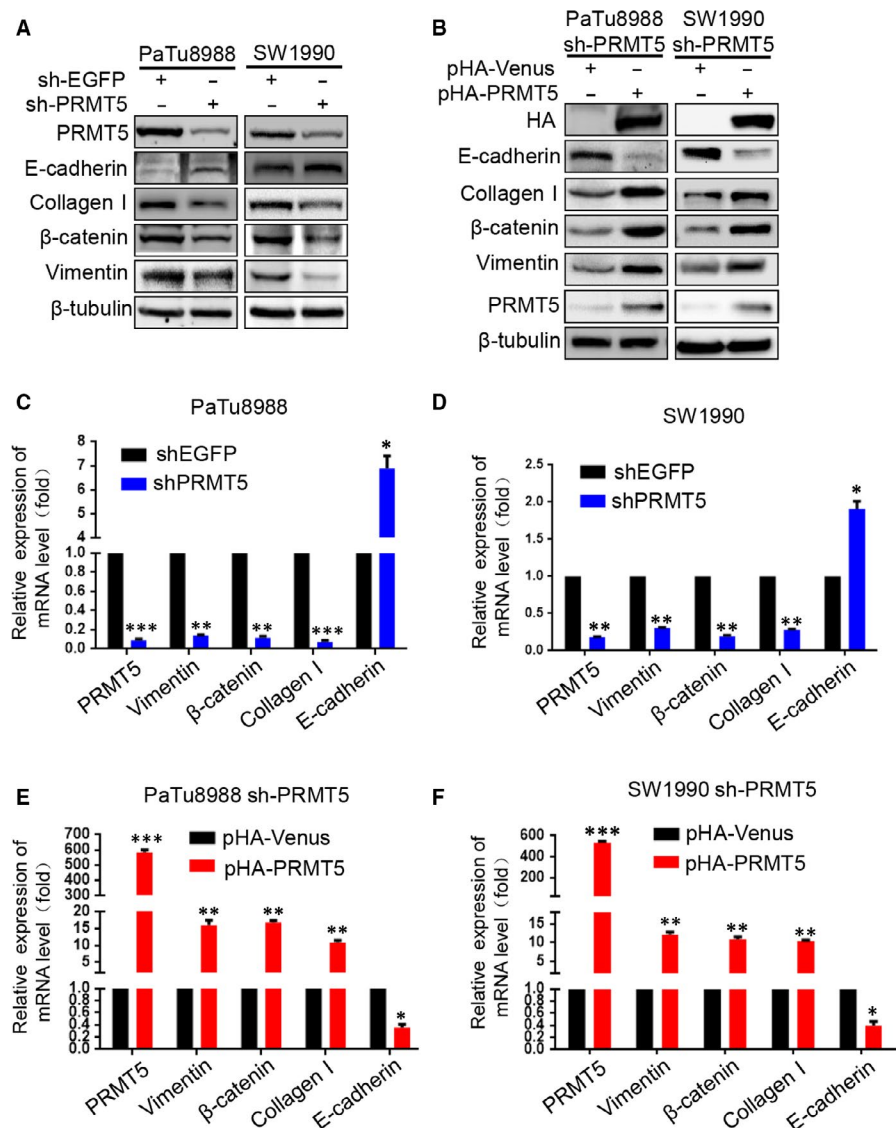 A
PaTu8988 SW1990
sh-EGFP + – + –
sh-PRMT5 – + – +
PRMT5
E-cadherin
Collagen I
β-catenin
Vimentin
β-tubulin
B
PaTu8988 SW1990
sh-PRMT5 sh-PRMT5
pHA-Venus + – + –
pHA-PRMT5 – + – +
HA
E-cadherin
Collagen I
β-catenin
Vimentin
PRMT5
β-tubulin
C
PaTu8988
Relative expression of
mRNA level (fold)
8
7
6
5
4
1.0
0.8
0.6
0.4
0.2
0.0
shEGFP
shPRMT5
*** ** ** *** *
PRMT5 Vimentin β-catenin Collagen I E-cadherin
D
SW1990
Relative expression of
mRNA level (fold)
2.5
2.0
1.5
1.0
0.5
0.0
shEGFP
shPRMT5
** ** ** ** *
PRMT5 Vimentin β-catenin Collagen I E-cadherin
E
PaTu8988 sh-PRMT5
Relative expression of
mRNA level (fold)
700
600
500
400
300
200
100
20
15
10
5
1.0
0.8
0.6
0.4
0.2
0.0
pHA-Venus
pHA-PRMT5
*** ** ** ** *
PRMT5 Vimentin β-catenin Collagen I E-cadherin
F
SW1990 sh-PRMT5
Relative expression of
mRNA level (fold)
600
400
200
15
10
5
1.0
0.8
0.6
0.4
0.2
0.0
pHA-Venus
pHA-PRMT5
*** ** ** ** *
PRMT5 Vimentin β-catenin Collagen I E-cadherin